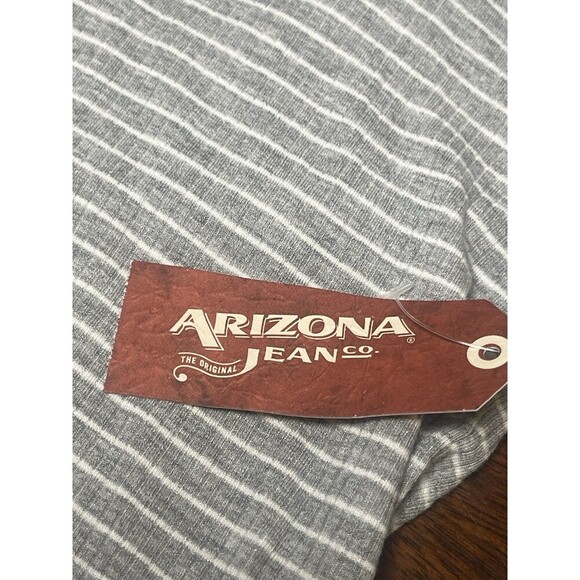 ARIZONA®
THE ORIGINAL JEAN CO.